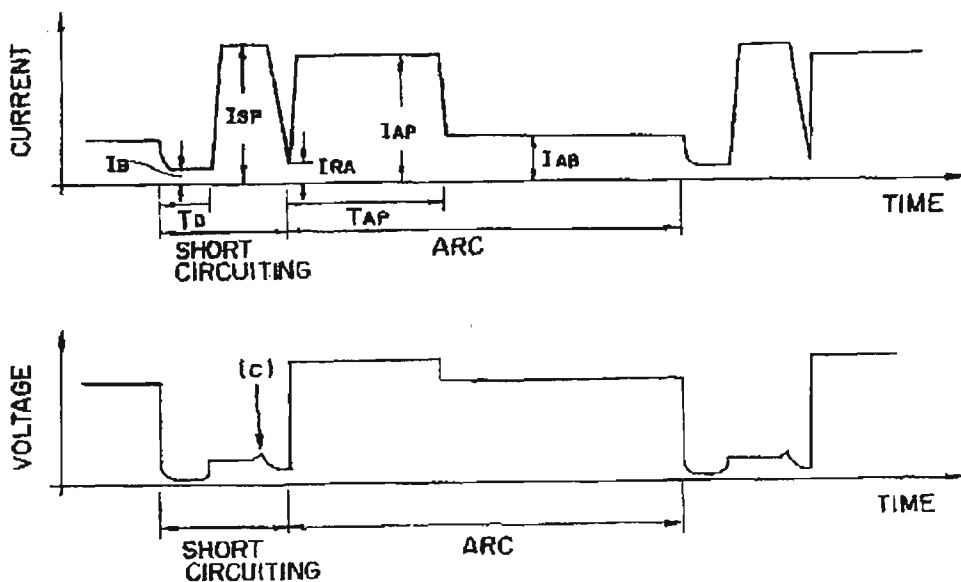 CURRENT
IB
ISP
IRA
IAP
IAB
TIME
TD
TAP
SHORT
CIRCUITING
ARC
VOLTAGE
(c)
TIME
SHORT
CIRCUITING
ARC